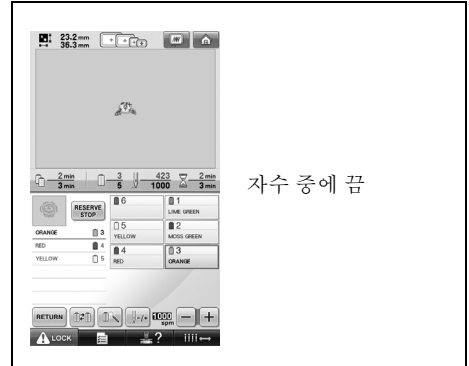 23.2 mm
36.3 mm
2 min
3 min
3
5
423
1000
2 min
3 min
RESERVE
STOP
ORANGE 3
RED 4
YELLOW 5
6
1
LIME GREEN
5
YELLOW
2
MOSS GREEN
4
RED
3
ORANGE
자수 중에 끔
RETURN
-/+
1000
spm
− +
LOCK
?